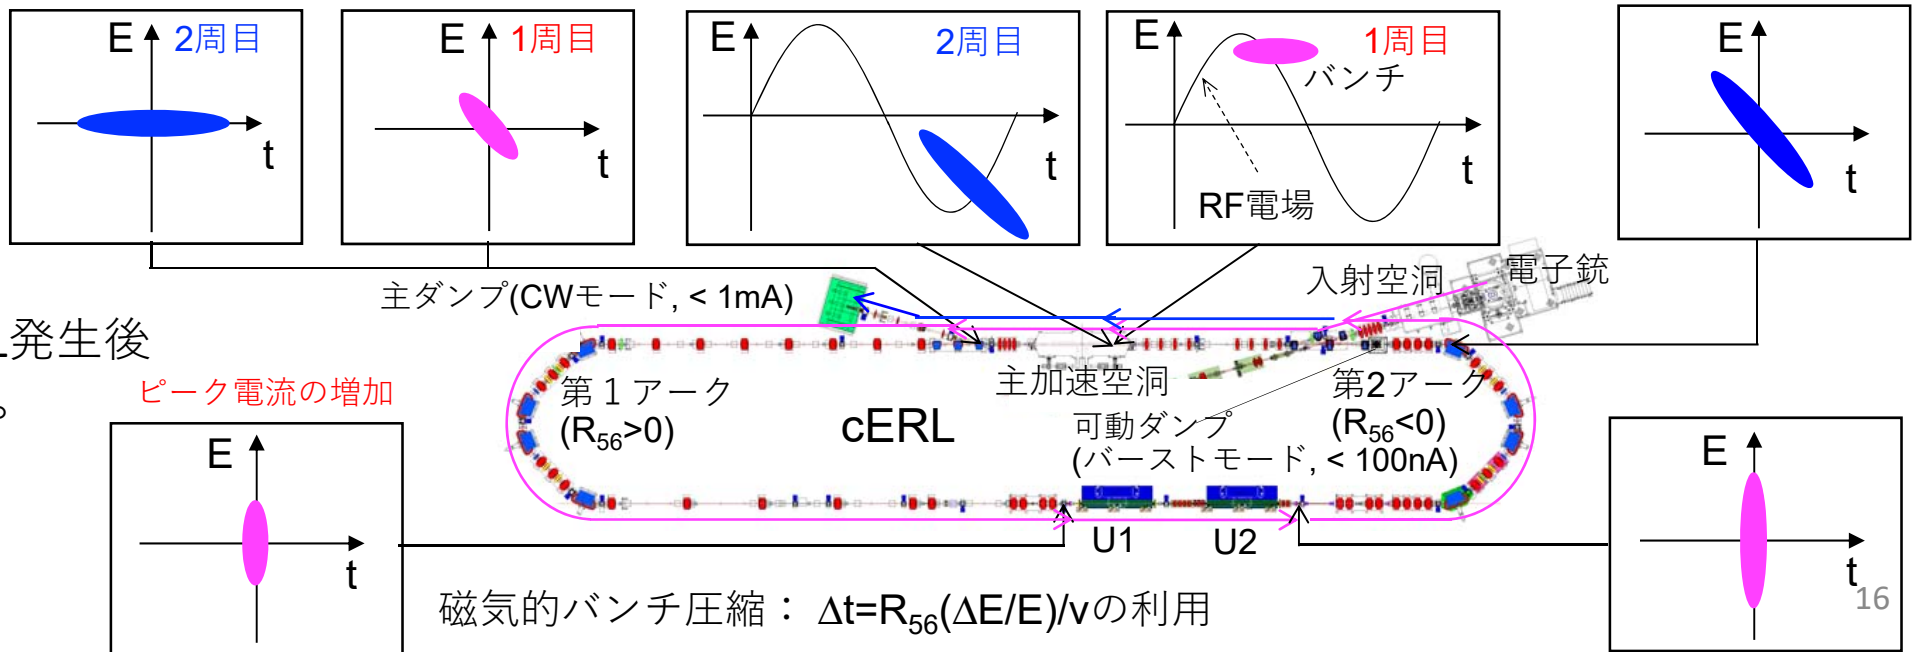 E 2周目
t
E 1周目
t
E 2周目
t
E 1周目
バンチ
RF電場
t
E
t
主ダンプ(CWモード, < 1mA)
入射空洞
電子銃
発生後
。
ピーク電流の増加
第１アーク
(R₅₆>0)
cERL
主加速空洞
可動ダンプ
(バーストモード, < 100nA)
第2アーク
(R₅₆<0)
U1
U2
E
t
E
t
磁気的バンチ圧縮： Δt=R₅₆(ΔE/E)/vの利用
16